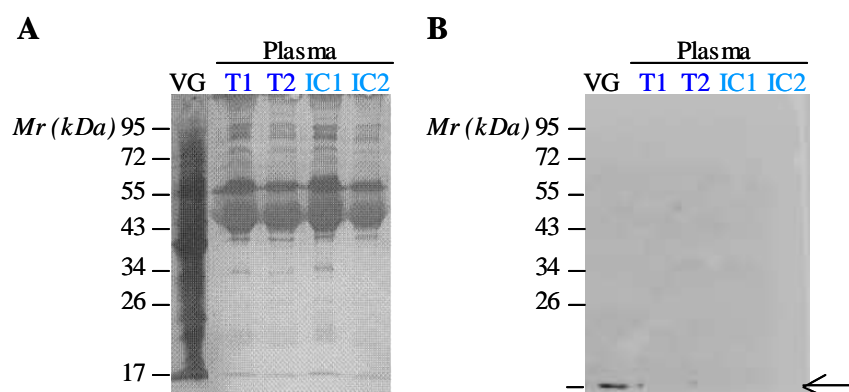 A
B
Plasma
Plasma
VG T1 T2 IC1 IC2
VG T1 T2 IC1 IC2
Mr (kDa) 95
Mr (kDa) 95
72
72
55
55
43
43
34
34
26
26
17